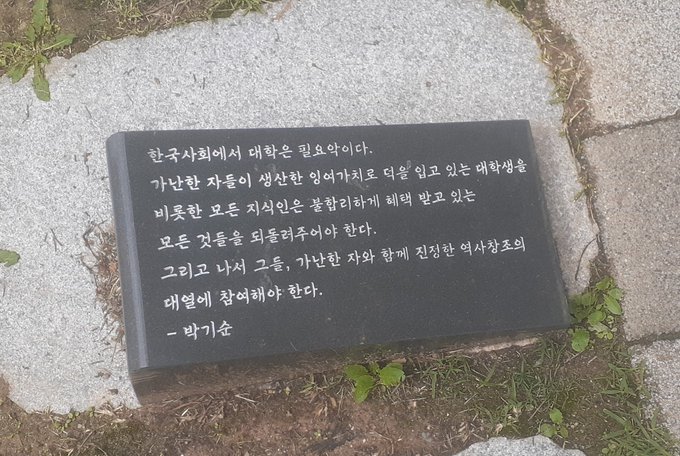 한국사회에서 대학은 필요악이다.
가난한 자들이 생산한 잉여가치로 덕을 입고 있는 대학생을
비롯한 모든 지식인은 불합리하게 혜택 받고 있는
모든 것들을 되돌려주어야 한다.
그리고 나서 그들, 가난한 자와 함께 진정한 역사창조의
대열에 참여해야 한다.
– 박기순